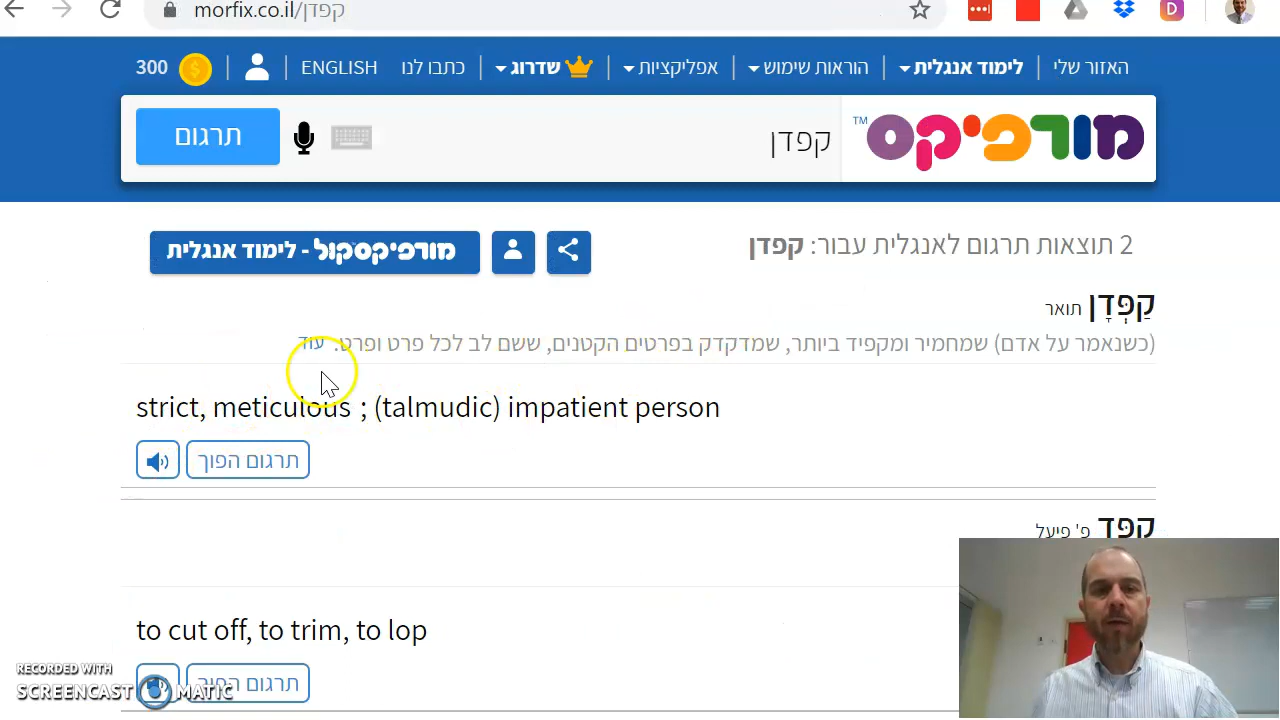 morfix.co.il/קפדן
האזור שלי
לימוד אנגלית
הוראות שימוש
אפליקציות
שדרוג
כתבו לנו
ENGLISH
300
מורפיקס™
קפדן
תרגום
2 תוצאות תרגום לאנגלית עבור: קפדן
מורפיקסקול - לימוד אנגלית
קַפְּדָן תואר
(כשנאמר על אדם) שמחמיר ומקפיד ביותר, שמדקדק בפרטים הקטנים, ששם לב לכל פרט ופרט. עוד
strict, meticulous ; (talmudic) impatient person
תרגום הפוך
קִפֵּד פ' פיעל
to cut off, to trim, to lop
תרגום הפוך
RECORDED WITH
SCREENCAST MATIC